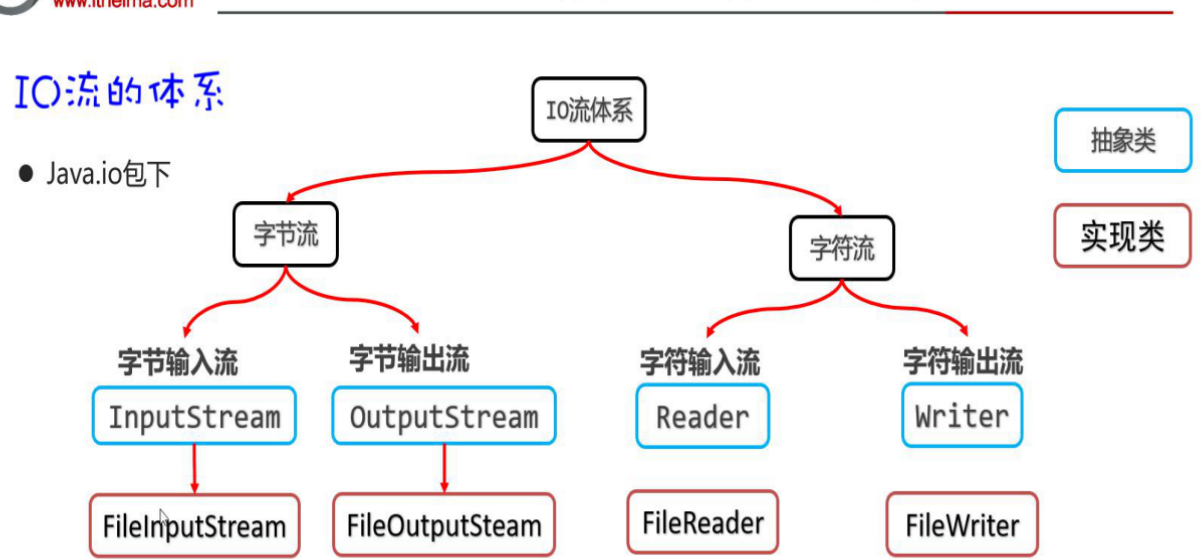 www.itheima.com
IO流的体系
IO流体系
抽象类
● Java.io包下
字节流
字符流
实现类
字节输入流
字节输出流
字符输入流
字符输出流
InputStream
OutputStream
Reader
Writer
FileInputStream
FileOutputSteam
FileReader
FileWriter